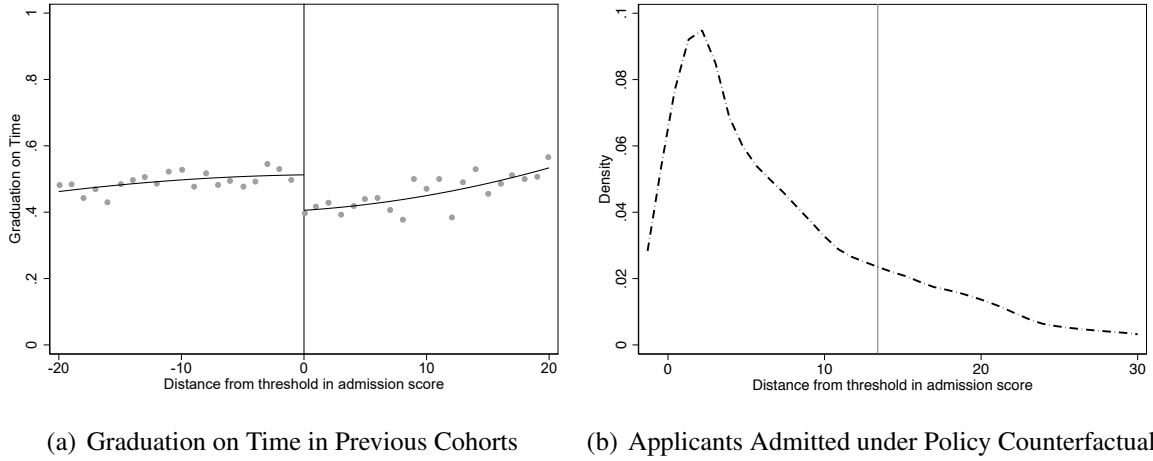 1
.8
.6
.4
.2
0
Graduation on Time
-20 -10 0 10 20
Distance from threshold in admission score
(a) Graduation on Time in Previous Cohorts
.1
.08
.06
.04
.02
0
Density
0 10 20 30
Distance from threshold in admission score
(b) Applicants Admitted under Policy Counterfactual